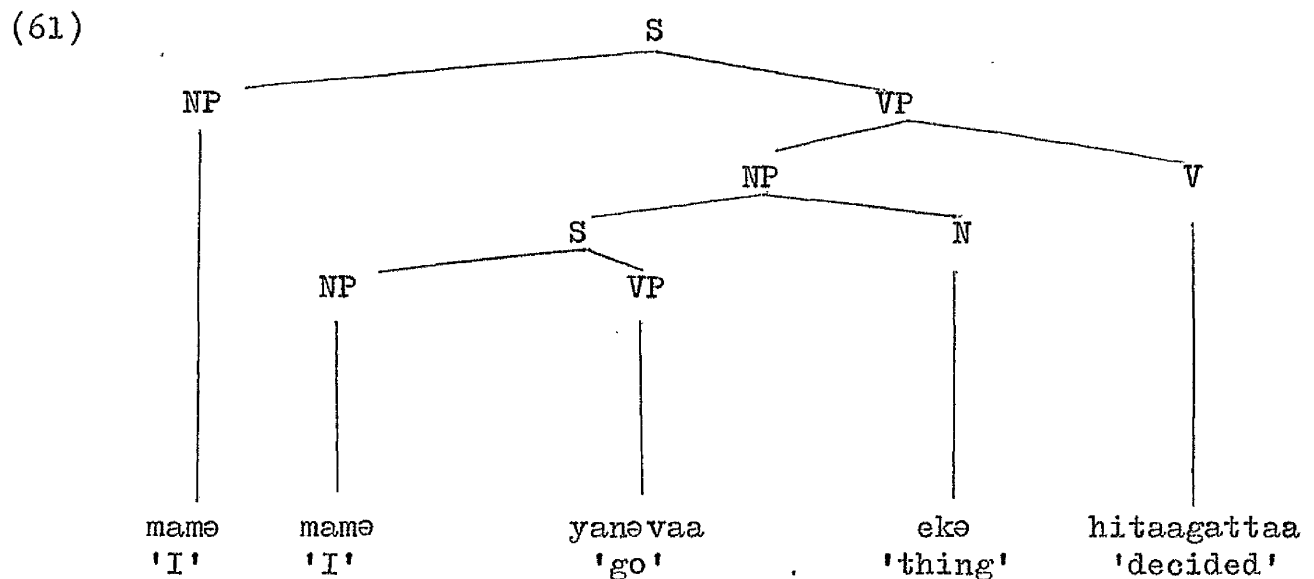 (61)
S
NP VP
NP V
S N
NP VP
mamə mamə yanəvaa ekə hitaagattaa
'I' 'I' 'go' 'thing' 'decided'